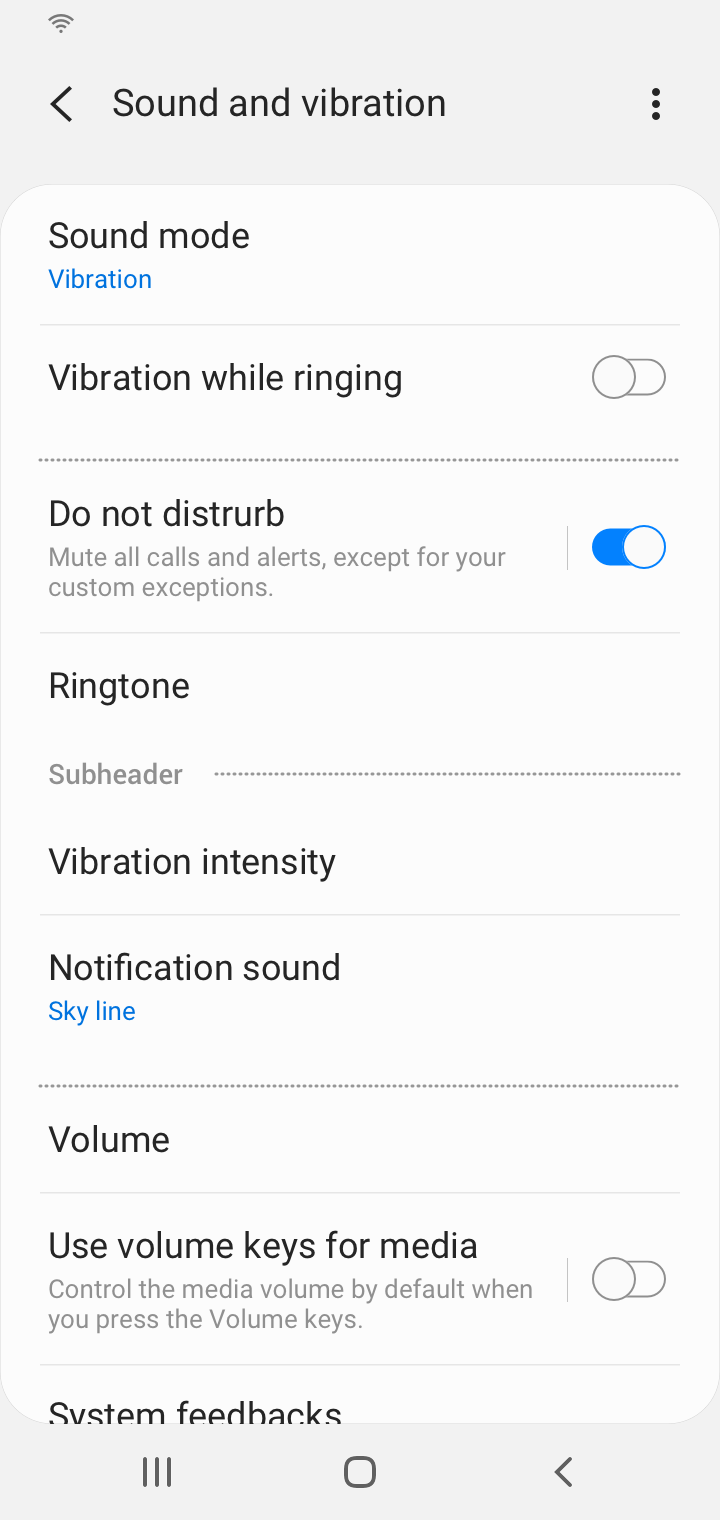 Sound and vibration
Sound mode
Vibration
Vibration while ringing
Do not distrurb
Mute all calls and alerts, except for your
custom exceptions.
Ringtone
Subheader
Vibration intensity
Notification sound
Sky line
Volume
Use volume keys for media
Control the media volume by default when
you press the Volume keys.
System feedbacks